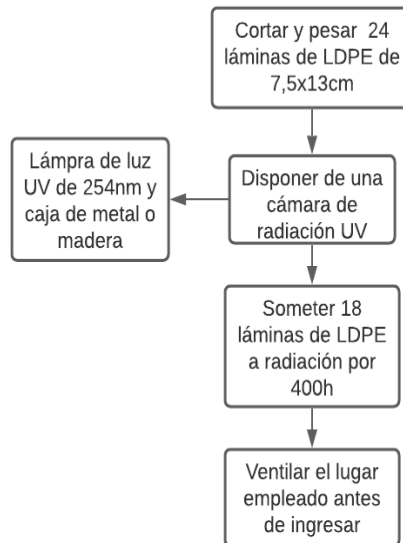 Cortar y pesar 24
láminas de LDPE de
7,5x13cm
Lámpra de luz
UV de 254nm y
caja de metal o
madera
Disponer de una
cámara de
radiación UV
Someter 18
láminas de LDPE
a radiación por
400h
Ventilar el lugar
empleado antes
de ingresar